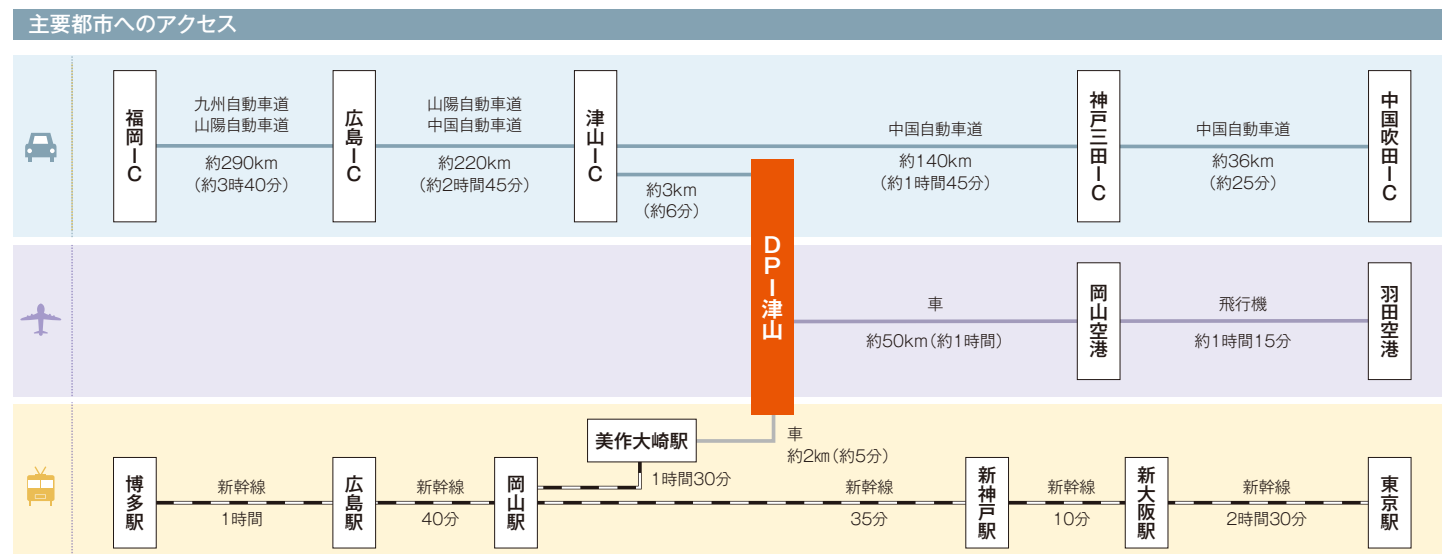 主要都市へのアクセス
福岡IC
九州自動車道
山陽自動車道
約290km
(約3時40分)
広島IC
山陽自動車道
中国自動車道
約220km
(約2時間45分)
津山IC
約3km
(約6分)
中国自動車道
約140km
(約1時間45分)
神戸三田IC
中国自動車道
約36km
(約25分)
中国吹田IC
DPI津山
車
約50km(約1時間)
岡山空港
飛行機
約1時間15分
羽田空港
美作大崎駅
車
約2km(約5分)
1時間30分
博多駅
新幹線
1時間
広島駅
新幹線
40分
岡山駅
新幹線
35分
新神戸駅
新幹線
10分
新大阪駅
新幹線
2時間30分
東京駅